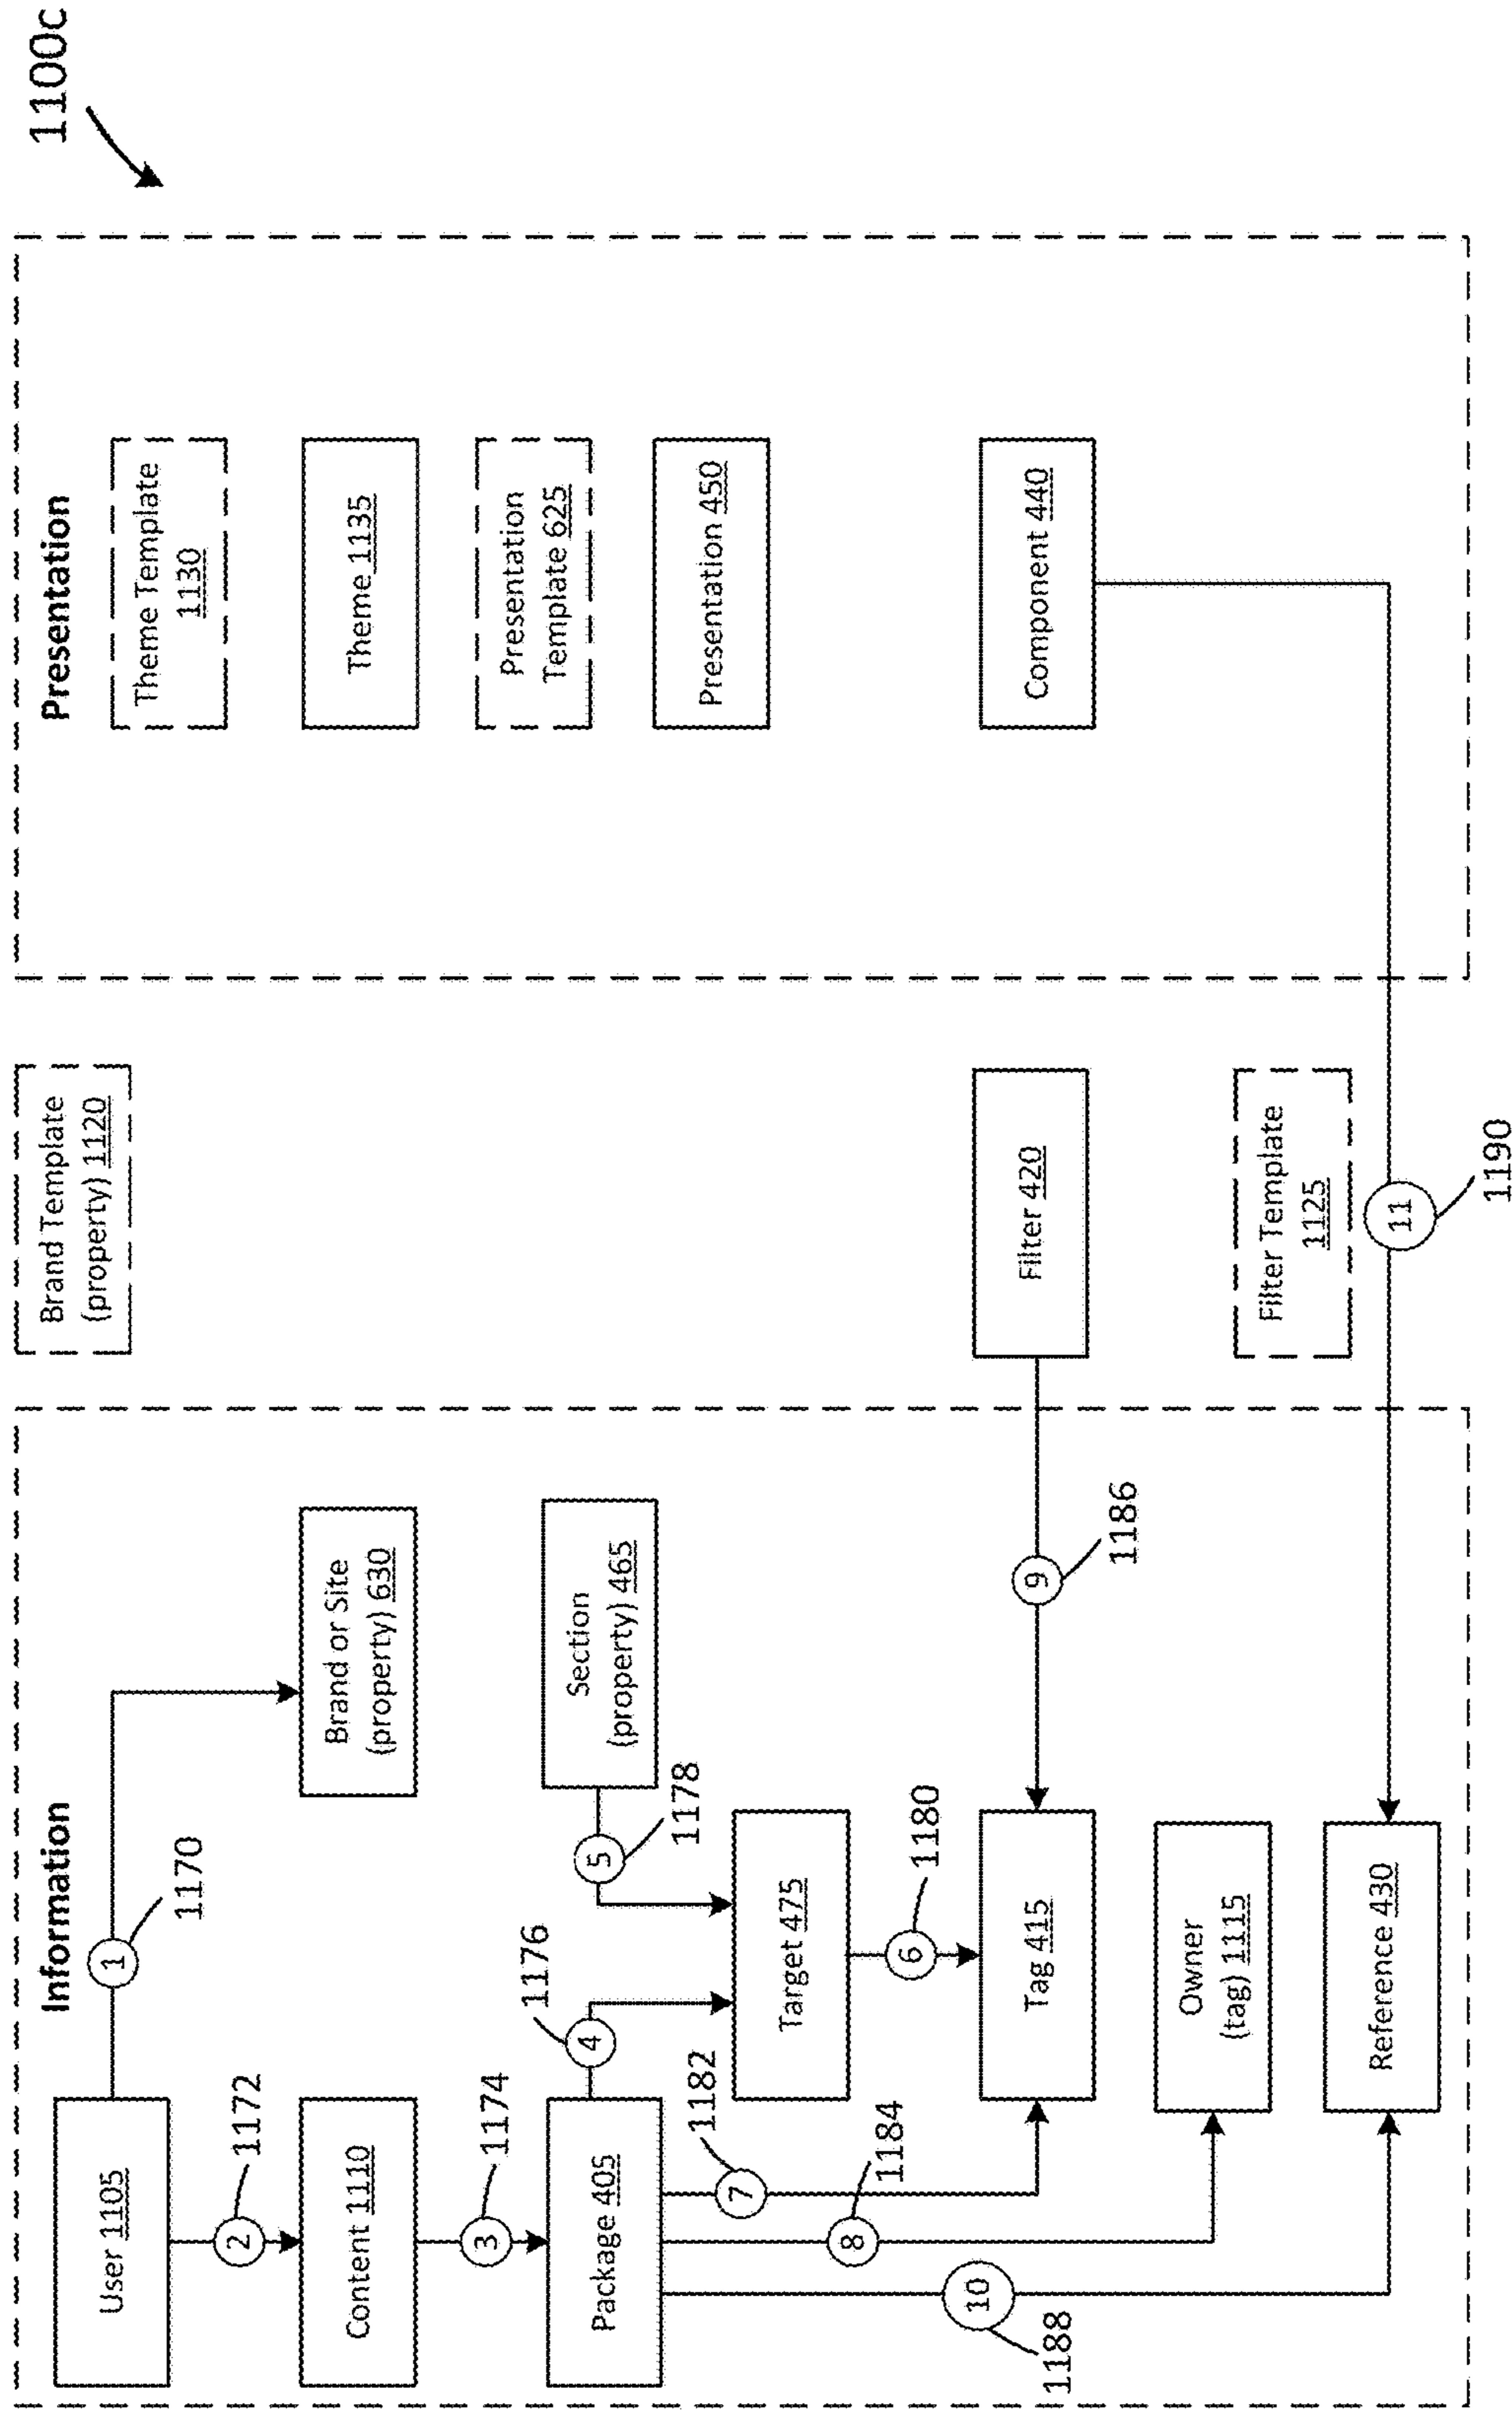 1100c
Information
Presentation
User 1105
1
1170
2
1172
Content 1110
Brand or Site
(property) 630
3
1174
Package 405
4
1176
Section
(property) 465
5
1178
Target 475
6
1180
7
1182
8
1184
Tag 415
9
1186
Owner
(tag) 1115
10
1188
Reference 430
Brand Template
(property) 1120
Filter 420
Filter Template
1125
11
1190
Theme Template
1130
Theme 1135
Presentation
Template 625
Presentation 450
Component 440